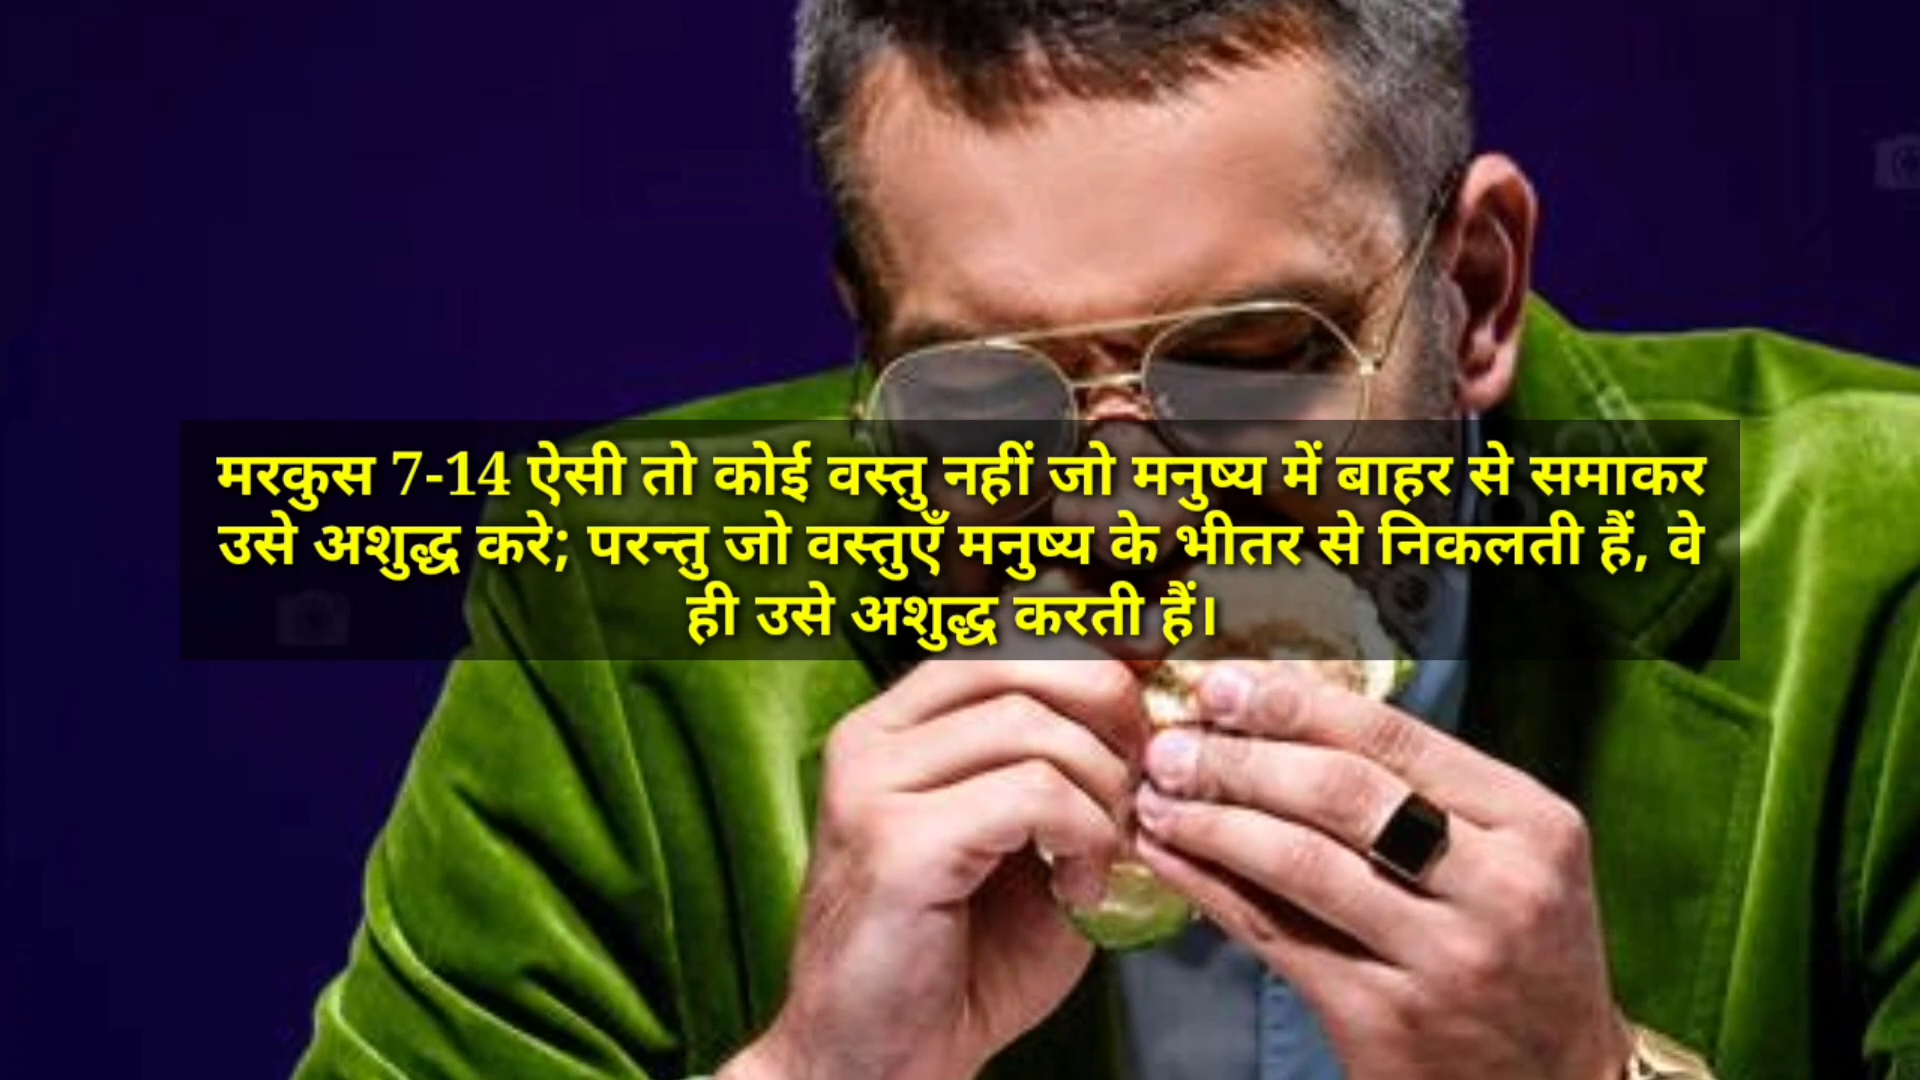 मरकुस 7-14 ऐसी तो कोई वस्तु नहीं जो मनुष्य में बाहर से समाकर
उसे अशुद्ध करे; परन्तु जो वस्तुएँ मनुष्य के भीतर से निकलती हैं, वे
ही उसे अशुद्ध करती हैं।